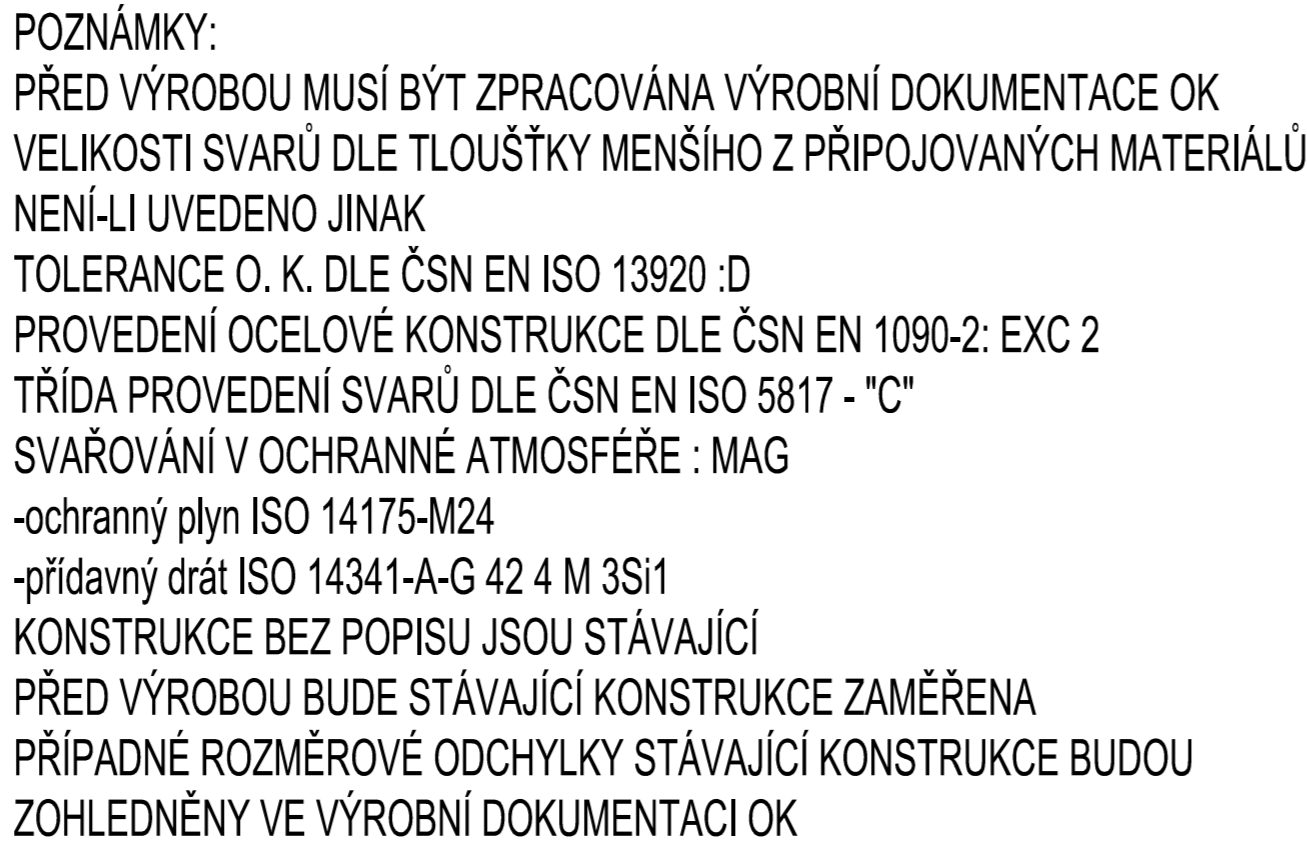 POZNÁMKY:
PŘED VÝROBOU MUSÍ BÝT ZPRACOVÁNA VÝROBNÍ DOKUMENTACE OK
VELIKOSTI SVARŮ DLE TLOUŠŤKY MENŠÍHO Z PŘIPOJOVANÝCH MATERIÁLŮ
NENÍ-LI UVEDENO JINAK
TOLERANCE O. K. DLE ČSN EN ISO 13920 :D
PROVEDENÍ OCELOVÉ KONSTRUKCE DLE ČSN EN 1090-2: EXC 2
TŘÍDA PROVEDENÍ SVARŮ DLE ČSN EN ISO 5817 - "C"
SVAŘOVÁNÍ V OCHRANNÉ ATMOSFÉŘE : MAG
-ochranný plyn ISO 14175-M24
-přídavný drát ISO 14341-A-G 42 4 M 3Si1
KONSTRUKCE BEZ POPISU JSOU STÁVAJÍCÍ
PŘED VÝROBOU BUDE STÁVAJÍCÍ KONSTRUKCE ZAMĚŘENA
PŘÍPADNÉ ROZMĚROVÉ ODCHYLKY STÁVAJÍCÍ KONSTRUKCE BUDOU
ZOHLEDNĚNY VE VÝROBNÍ DOKUMENTACI OK